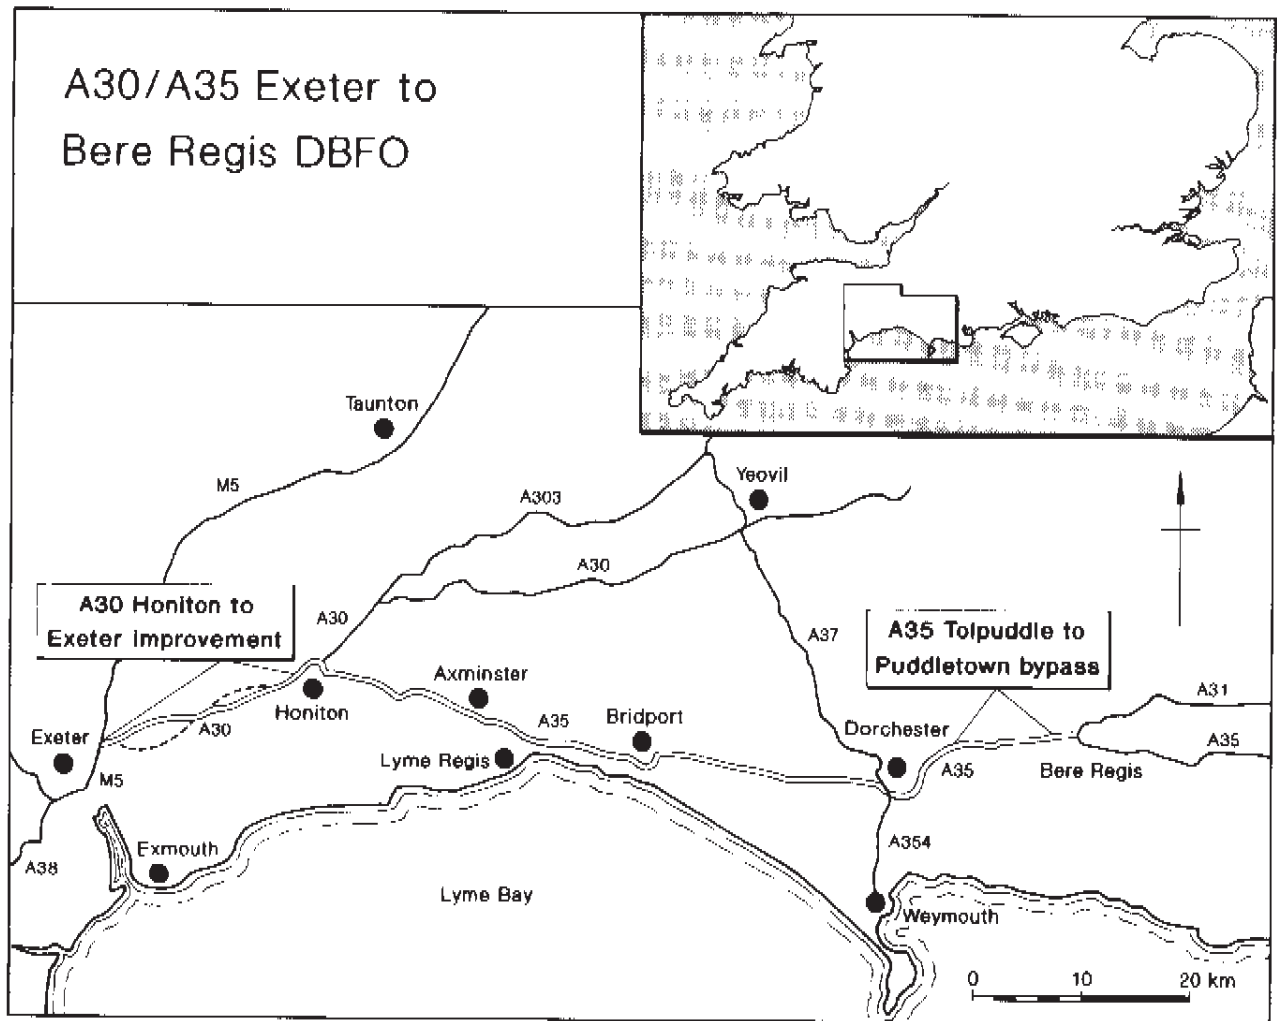 A30/A35 Exeter to
Bere Regis DBFO
Taunton
M5
A303
Yeovil
A30
A30 Honiton to
Exeter improvement
A30
A37
A35 Tolpuddle to
Puddletown bypass
Axminster
Honiton
A30
A35
Bridport
Dorchester
A31
A35
Exeter
M5
Lyme Regis
A35
Bere Regis
A38
Exmouth
Lyme Bay
A354
Weymouth
0 10 20 km